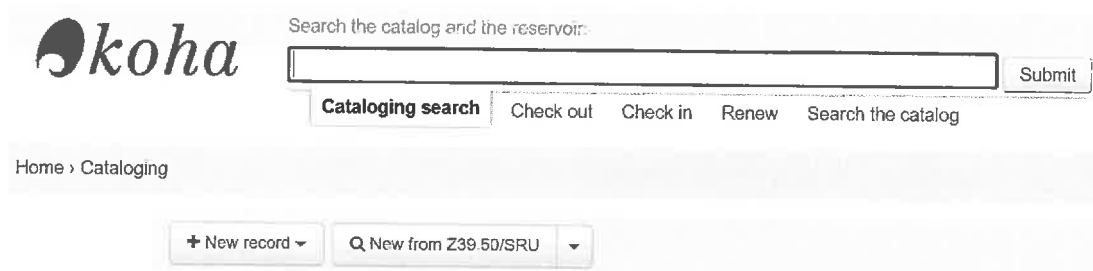 koha
Search the catalog and the reservoir:
Submit
Cataloging search Check out Check in Renew Search the catalog
Home › Cataloging
+ New record
New from Z39.50/SRU